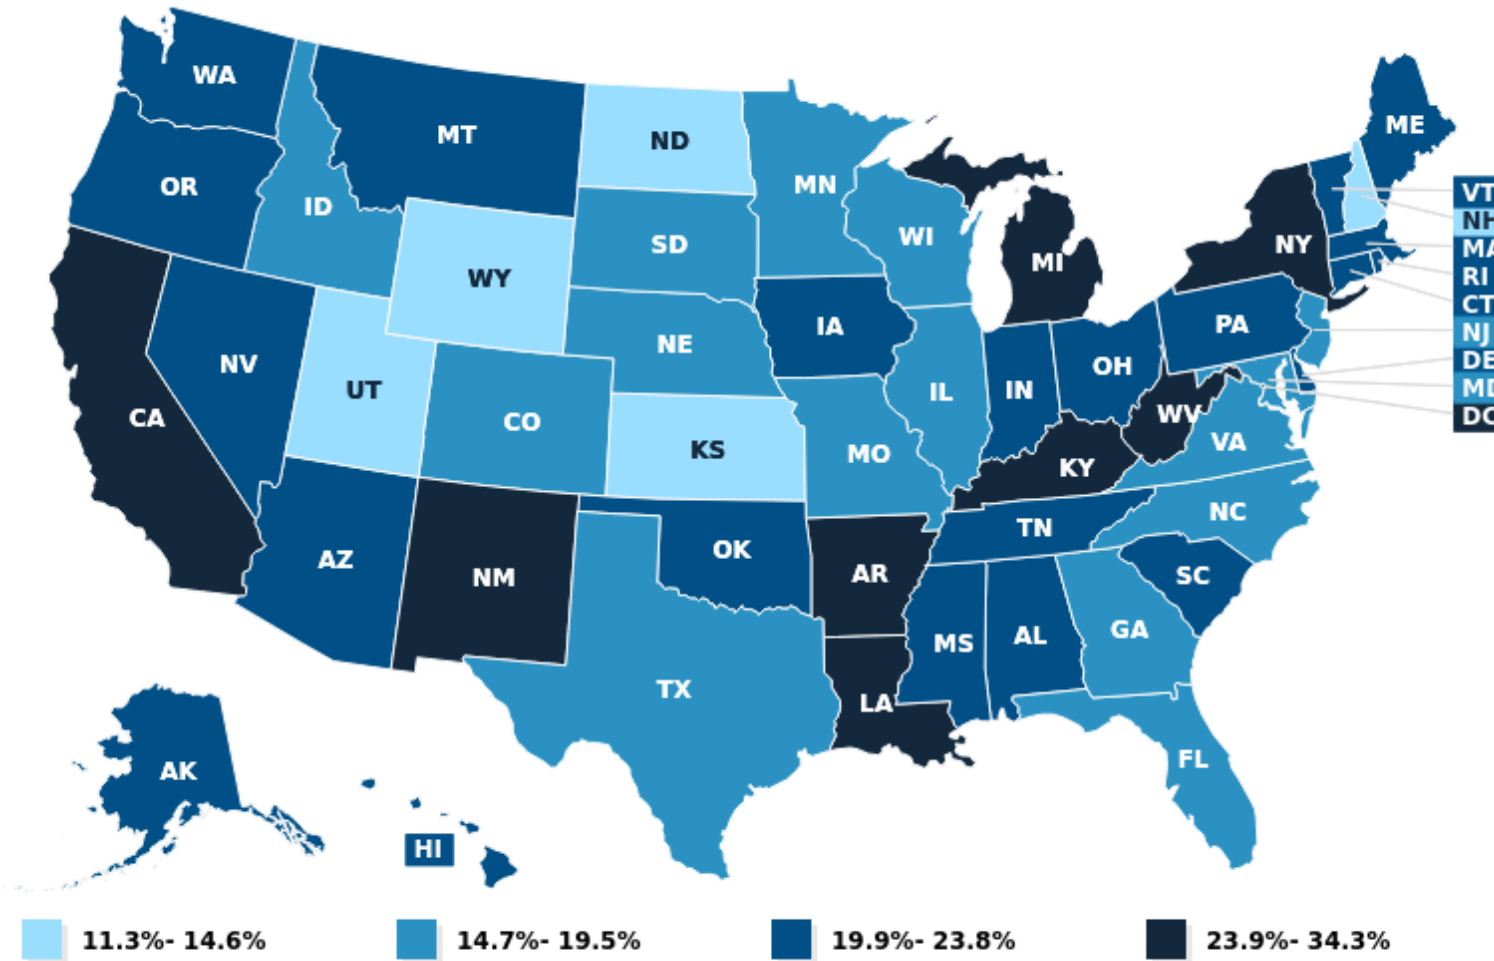 WA
MT
ND
ME
MN
OR
ID
VT
NH
WI
SD
NY
MA
MI
RI
WY
CT
IA
PA
NJ
NE
DE
NV
OH
UT
IN
MD
IL
CA
CO
WV
DC
VA
KS
MO
KY
NC
TN
OK
AZ
AR
SC
NM
GA
AL
MS
TX
LA
FL
AK
HI
11.3%- 14.6%
14.7%- 19.5%
19.9%- 23.8%
23.9%- 34.3%